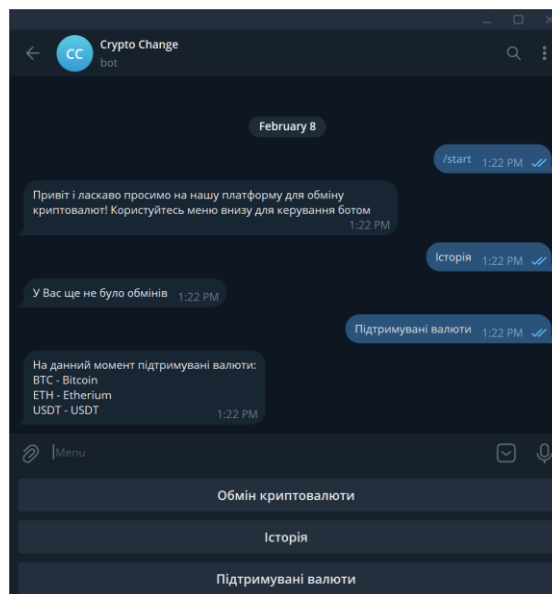 CC
Crypto Change
bot
February 8
/start 1:22 PM
Привіт і ласкаво просимо на нашу платформу для обміну
криптовалют! Користуйтесь меню внизу для керування ботом
1:22 PM
Історія 1:22 PM
У Вас ще не було обмінів 1:22 PM
Підтримувані валюти 1:22 PM
На данний момент підтримувані валюти:
BTC - Bitcoin
ETH - Etherium
USDT - USDT 1:22 PM
Menu
Обмін криптовалюти
Історія
Підтримувані валюти